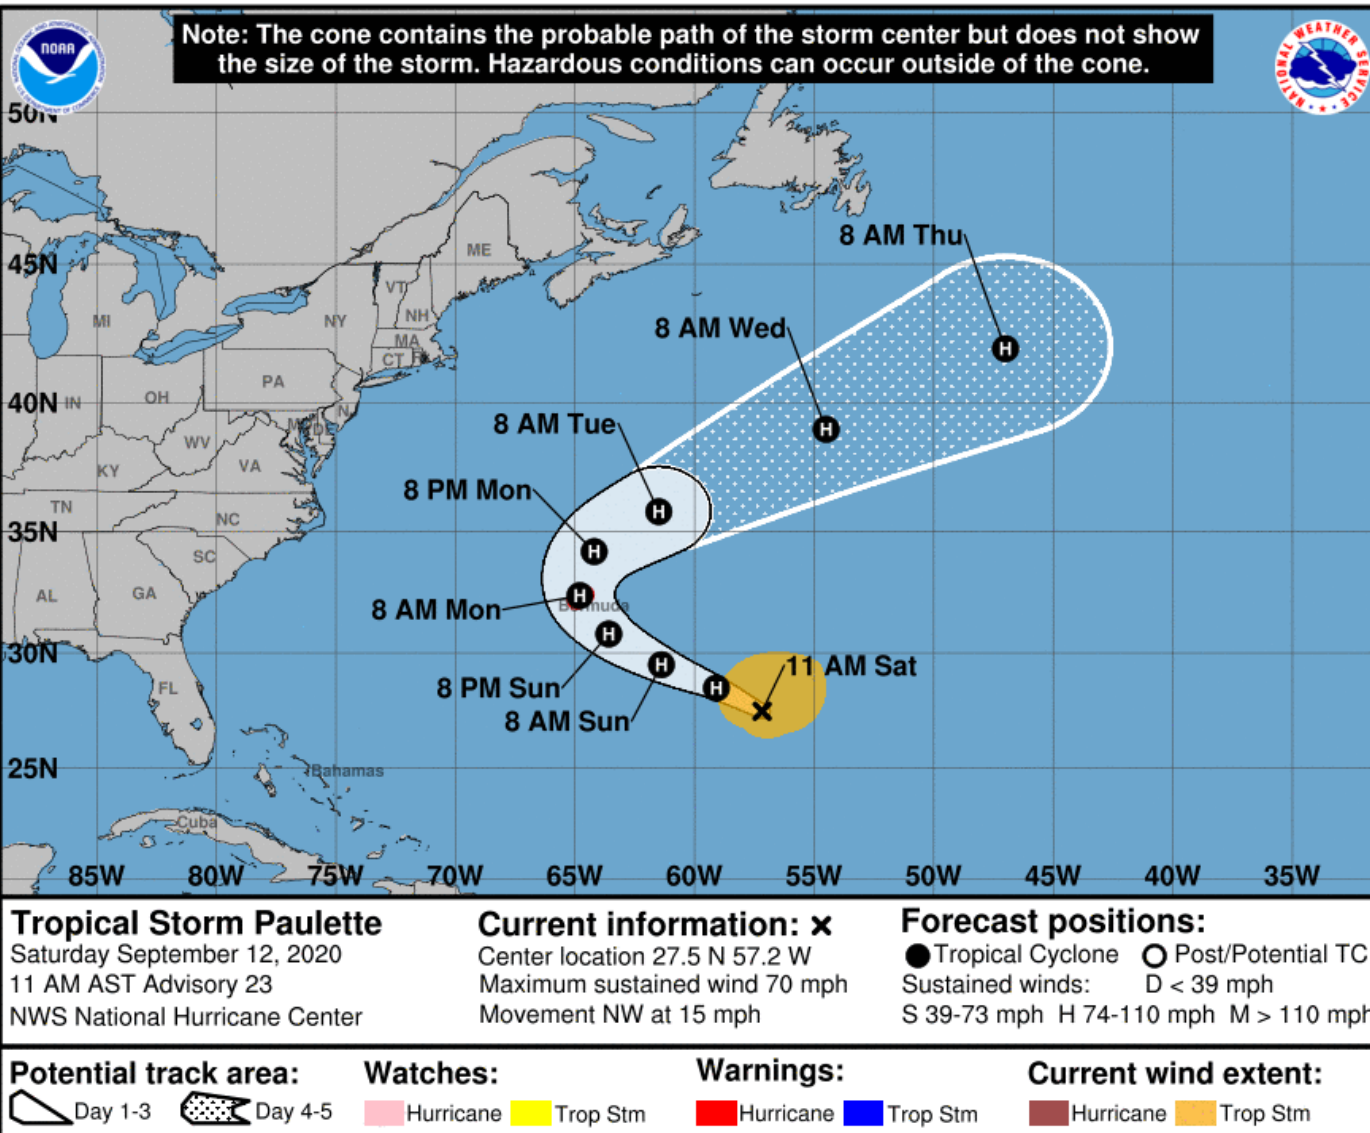 Note: The cone contains the probable path of the storm center but does not show
the size of the storm. Hazardous conditions can occur outside of the cone.
NOAA
NATIONAL WEATHER SERVICE
50N
8 AM Thu
ME
45N
VT
MI
NY
NH
8 AM Wed
MA
CT
PA
40N
IN
OH
8 AM Tue
WV
VA
KY
8 PM Mon
TN
NC
35N
SC
AL
GA
8 AM Mon
Bermuda
30N
11 AM Sat
FL
8 PM Sun
8 AM Sun
25N
Bahamas
Cuba
H
H
H
H
H
H
H
H
85W 80W 75W 70W 65W 60W 55W 50W 45W 40W 35W
Tropical Storm Paulette
Saturday September 12, 2020
11 AM AST Advisory 23
NWS National Hurricane Center
Current information: ×
Center location 27.5 N 57.2 W
Maximum sustained wind 70 mph
Movement NW at 15 mph
Forecast positions:
Tropical Cyclone Post/Potential TC
Sustained winds: D < 39 mph
S 39-73 mph H 74-110 mph M > 110 mph
Potential track area:
Day 1-3 Day 4-5
Watches:
Hurricane Trop Stm
Warnings:
Hurricane Trop Stm
Current wind extent:
Hurricane Trop Stm